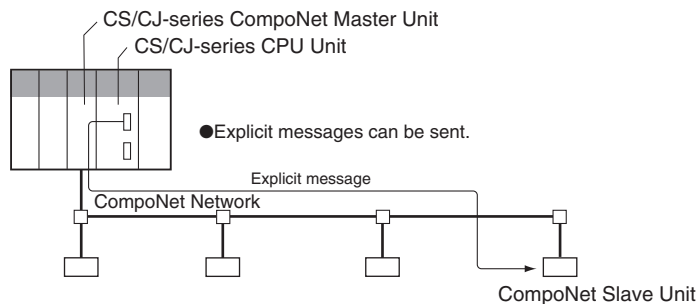 CS/CJ-series CompoNet Master Unit
CS/CJ-series CPU Unit
●Explicit messages can be sent.
Explicit message
CompoNet Network
CompoNet Slave Unit